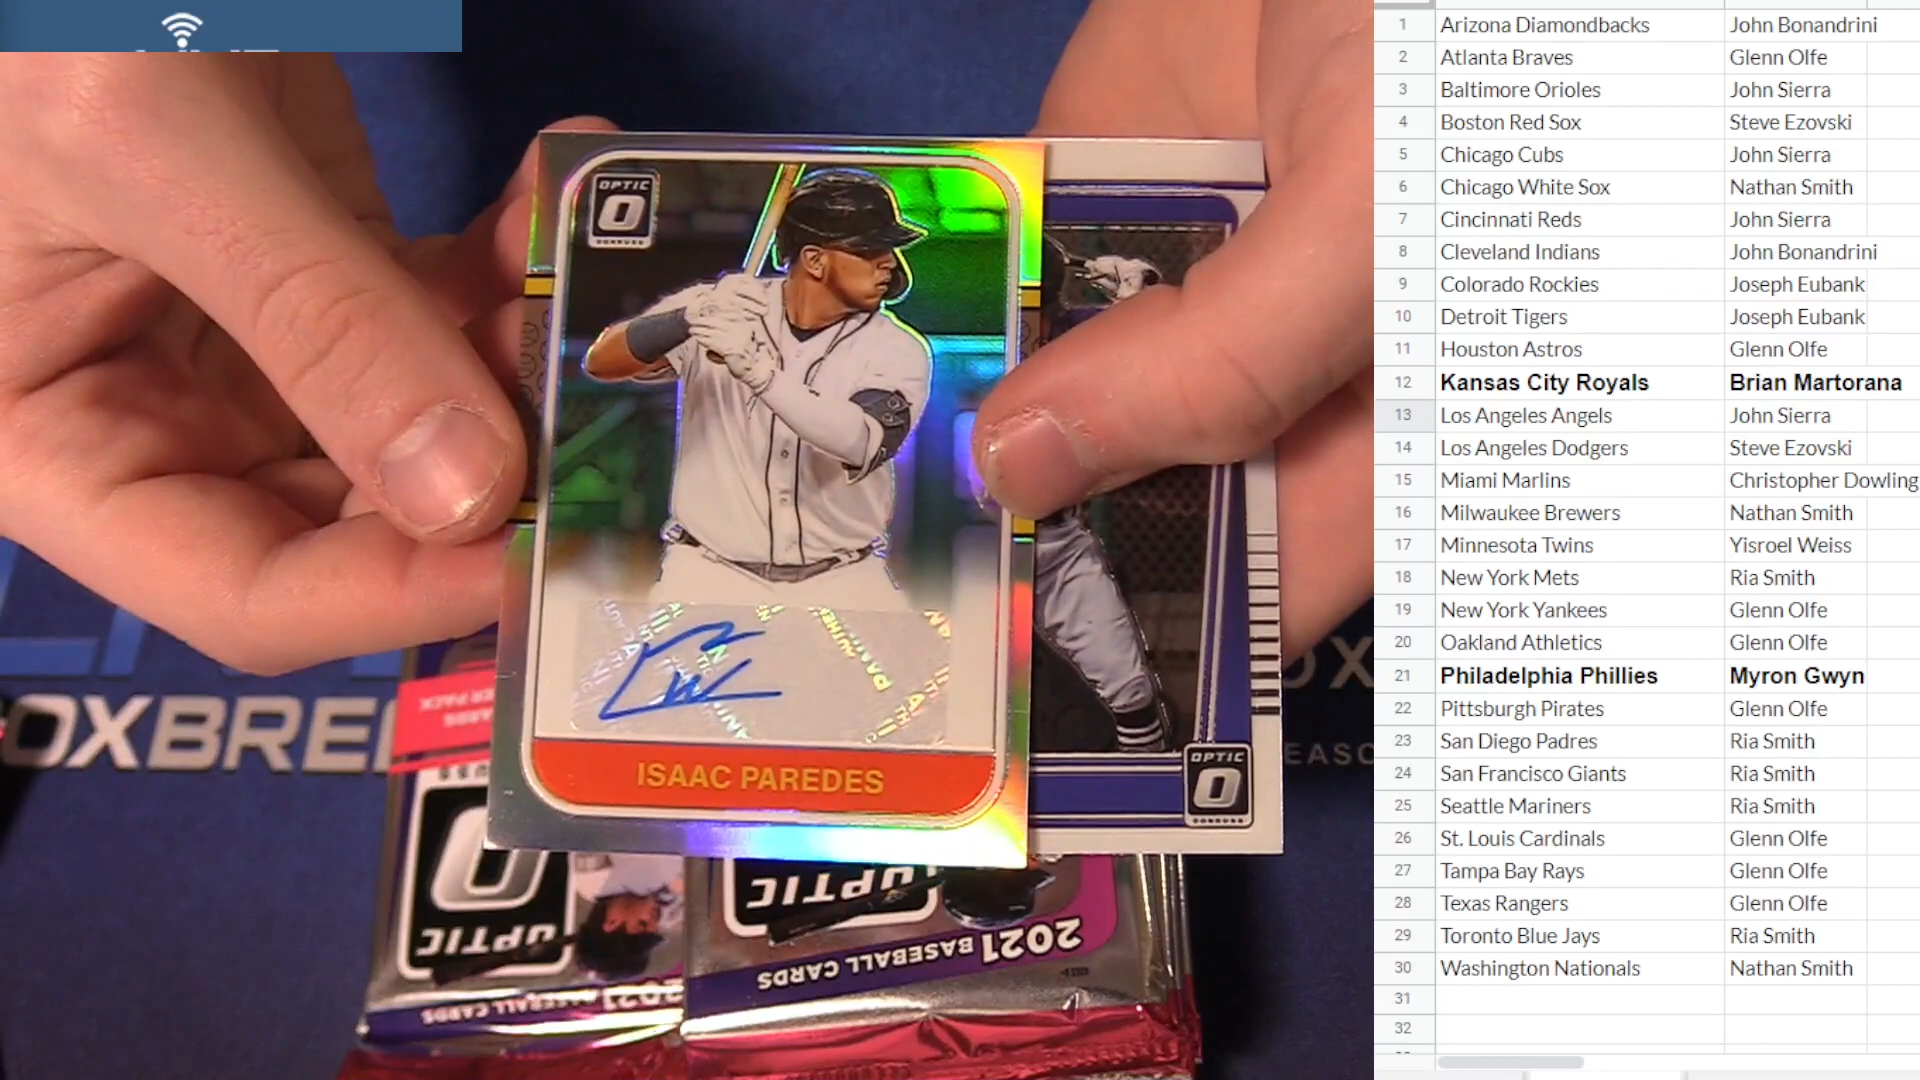 OPTIC
DONRUSS
ISAAC PAREDES
OPTIC
DONRUSS
OXBRE
OX
EASO
OPTIC
2021 BASEBALL CARDS
OPTIC
2021 BASEBALL CARDS
1 Arizona Diamondbacks John Bonandrini
2 Atlanta Braves Glenn Olfe
3 Baltimore Orioles John Sierra
4 Boston Red Sox Steve Ezovski
5 Chicago Cubs John Sierra
6 Chicago White Sox Nathan Smith
7 Cincinnati Reds John Sierra
8 Cleveland Indians John Bonandrini
9 Colorado Rockies Joseph Eubank
10 Detroit Tigers Joseph Eubank
11 Houston Astros Glenn Olfe
12 Kansas City Royals Brian Martorana
13 Los Angeles Angels John Sierra
14 Los Angeles Dodgers Steve Ezovski
15 Miami Marlins Christopher Dowling
16 Milwaukee Brewers Nathan Smith
17 Minnesota Twins Yisroel Weiss
18 New York Mets Ria Smith
19 New York Yankees Glenn Olfe
20 Oakland Athletics Glenn Olfe
21 Philadelphia Phillies Myron Gwyn
22 Pittsburgh Pirates Glenn Olfe
23 San Diego Padres Ria Smith
24 San Francisco Giants Ria Smith
25 Seattle Mariners Ria Smith
26 St. Louis Cardinals Glenn Olfe
27 Tampa Bay Rays Glenn Olfe
28 Texas Rangers Glenn Olfe
29 Toronto Blue Jays Ria Smith
30 Washington Nationals Nathan Smith
31
32